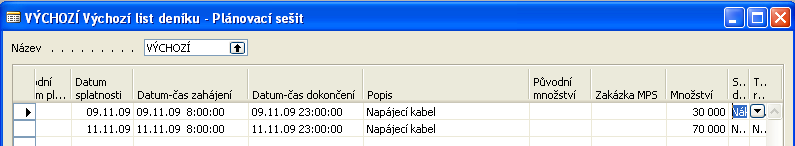 VÝCHOZÍ Výchozí list deníku - Plánovací sešit
Název . . . . . . . . . VÝCHOZÍ
odní Datum Původní S.. T..
m pl... splatnosti Datum-čas zahájení Datum-čas dokončení Popis množství Zakázka MPS Množství d.. r..
09.11.09 09.11.09 8:00:00 09.11.09 23:00:00 Napájecí kabel 30 000 Nák
11.11.09 11.11.09 8:00:00 11.11.09 23:00:00 Napájecí kabel 70 000 N.. N..